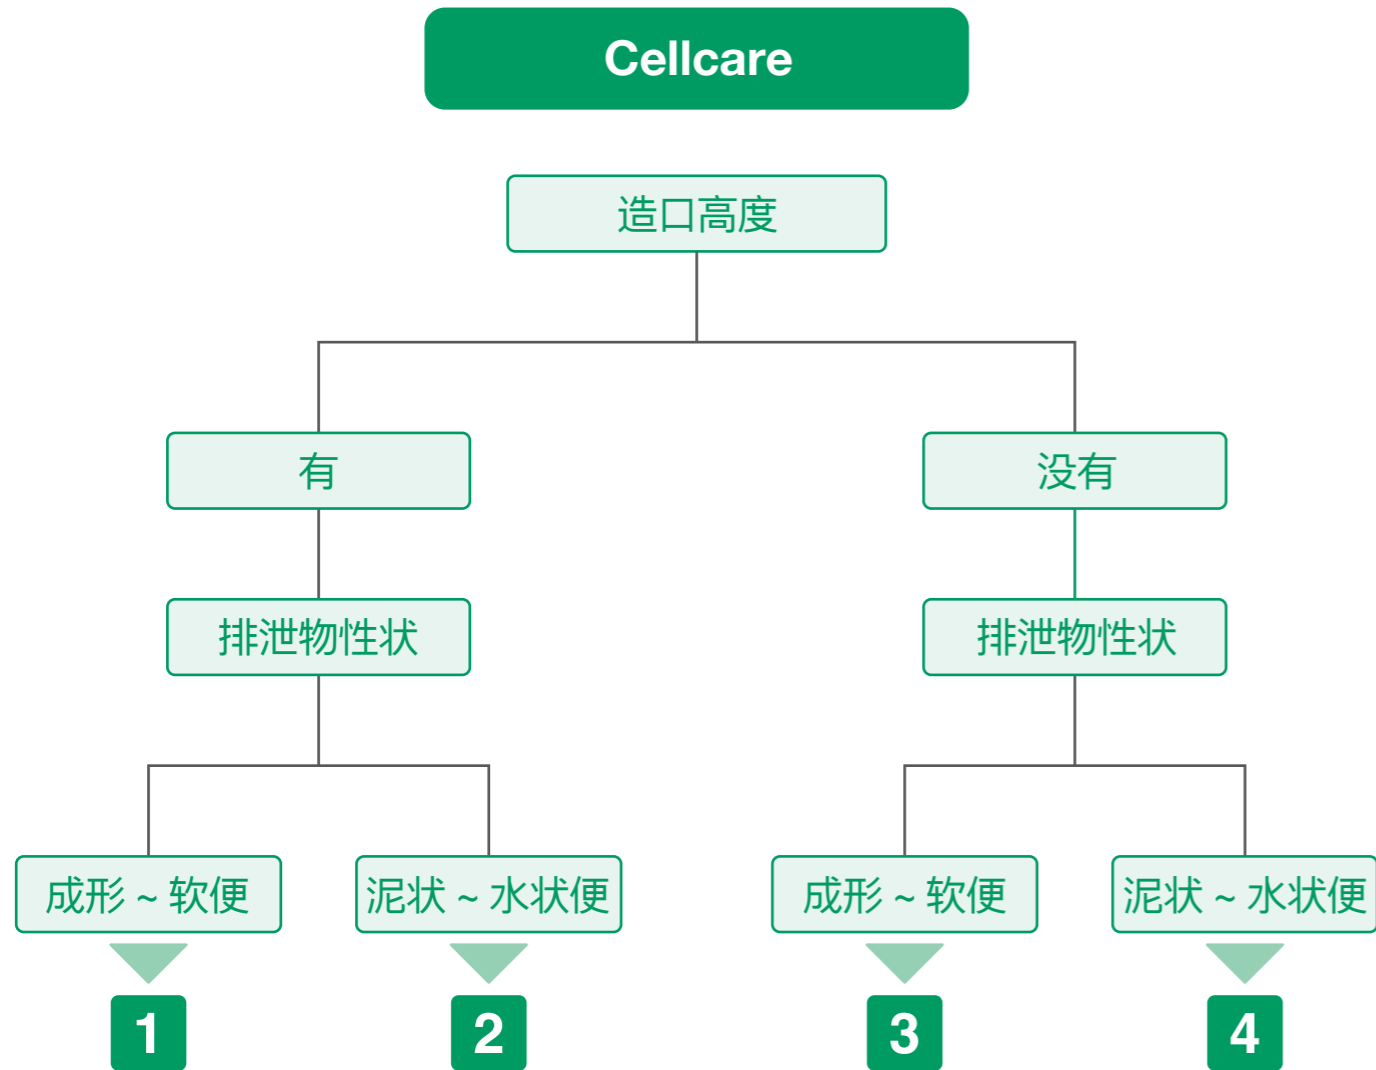 Cellcare
造口高度
有
没有
排泄物性状
排泄物性状
成形 ~ 软便
泥状 ~ 水状便
成形 ~ 软便
泥状 ~ 水状便
1
2
3
4